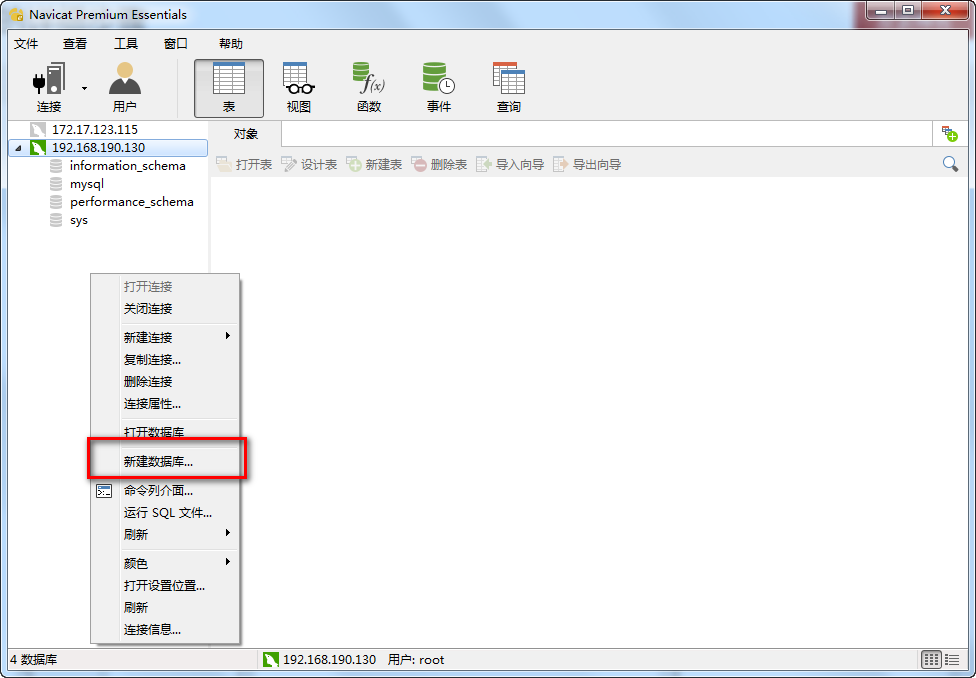 Navicat Premium Essentials
文件 查看 工具 窗口 帮助
连接 用户 表 视图 f(x) 函数 事件 查询
172.17.123.115
192.168.190.130
information_schema
mysql
performance_schema
sys
对象
打开表 设计表 新建表 删除表 导入向导 导出向导
打开连接
关闭连接
新建连接
复制连接...
删除连接
连接属性...
打开数据库
新建数据库...
命令列介面...
运行 SQL 文件...
刷新
颜色
打开设置位置...
刷新
连接信息...
4 数据库 192.168.190.130 用户: root